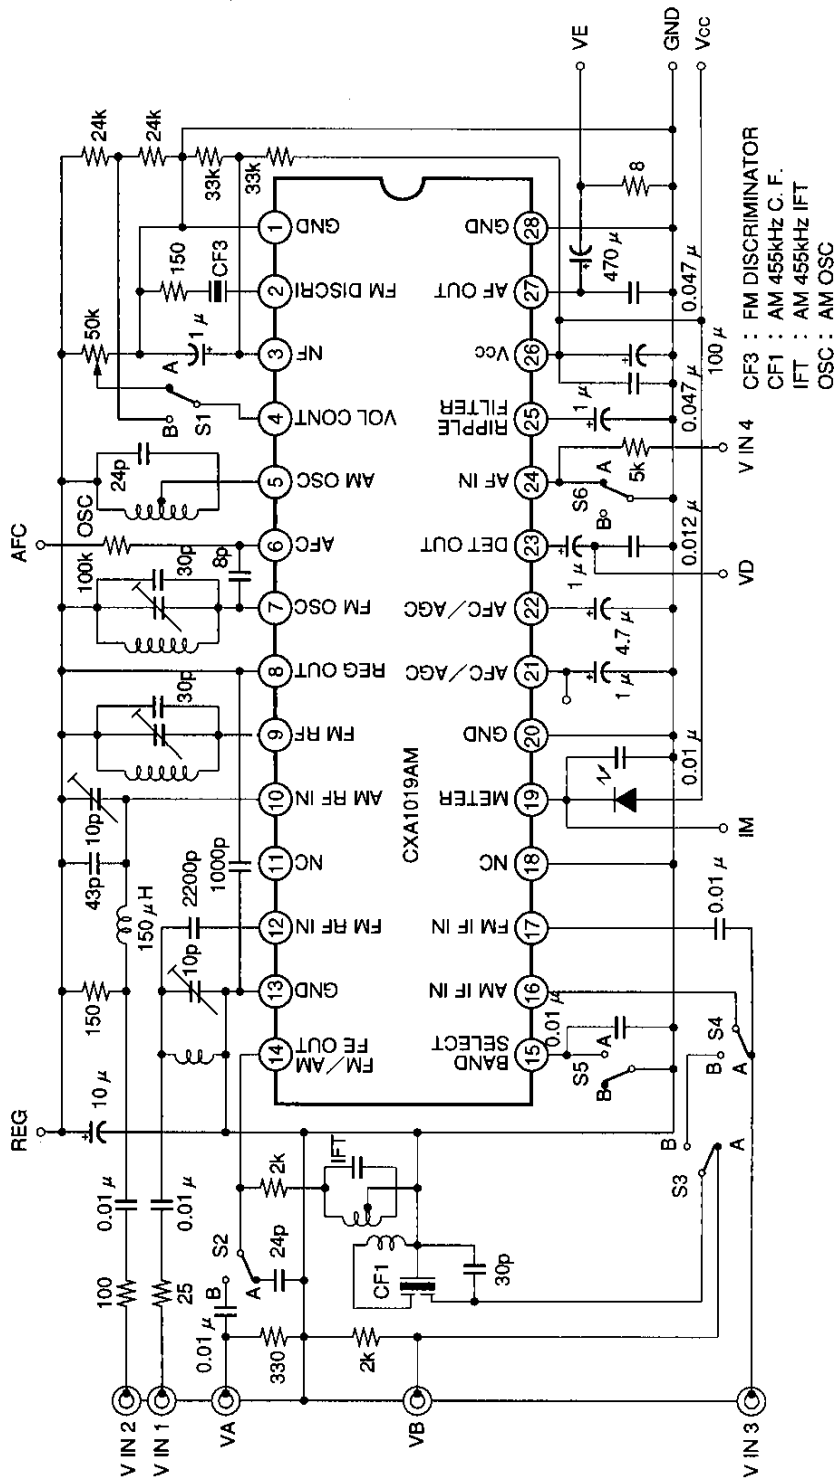 REG
AFC
VE
GND
Vcc
24k
24k
33k
33k
50k
150
CF3
1 μ
A
B
S1
24p
OSC
100k
30p
8p
30p
10p
43p
150 μH
150
2200p
1000p
10p
10 μ
0.01 μ
0.01 μ
100
25
V IN 2
V IN 1
VA
VB
V IN 3
0.01 μ
B
A
S2
24p
330
2k
2k
IFT
CF1
30p
1
GND
2
FM DISCRI
3
NF
4
VOL CONT
5
AM OSC
6
AFC
7
FM OSC
8
REG OUT
9
FM RF
10
AM RF IN
11
NC
12
FM RF IN
13
GND
14
FM/AM
FE OUT
CXA1019AM
28
GND
27
AF OUT
26
Vcc
25
RIPPLE
FILTER
24
AF IN
23
DET OUT
22
AFC/AGC
21
AFC/AGC
20
GND
19
METER
18
NC
17
FM IF IN
16
AM IF IN
15
BAND
SELECT
8
470 μ
0.047 μ
100 μ
0.047 μ
1 μ
5k
V IN 4
S6
A
B
0.012 μ
1 μ
VD
4.7 μ
1 μ
0.01 μ
IM
0.01 μ
0.01 μ
S5
A
B
S4
B
A
S3
B
A
CF3 : FM DISCRIMINATOR
CF1 : AM 455kHz C. F.
IFT : AM 455kHz IFT
OSC : AM OSC